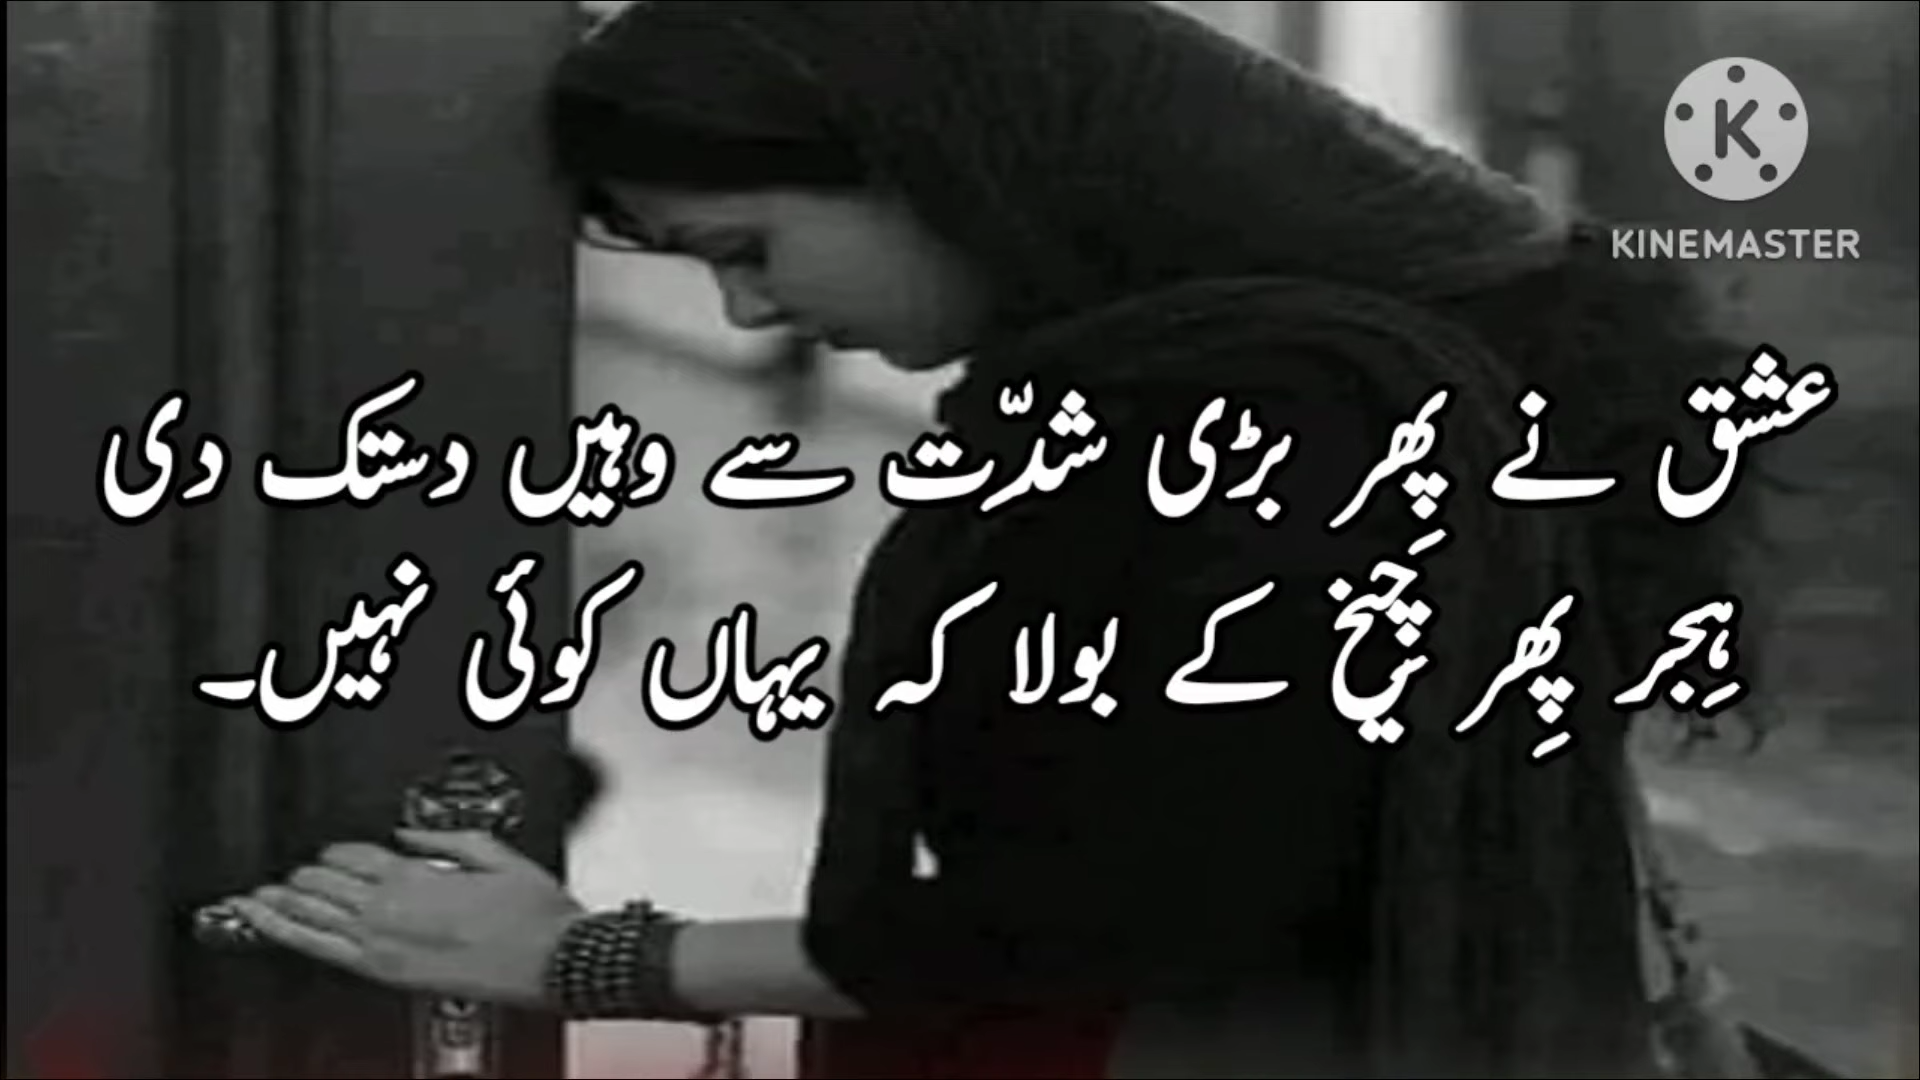 KINEMASTER
عشق نے پِھر بڑی شدّت سے وہیں دستک دی
ہِجر پِھر چِیخ کے بولا کہ یہاں کوئی نہیں۔